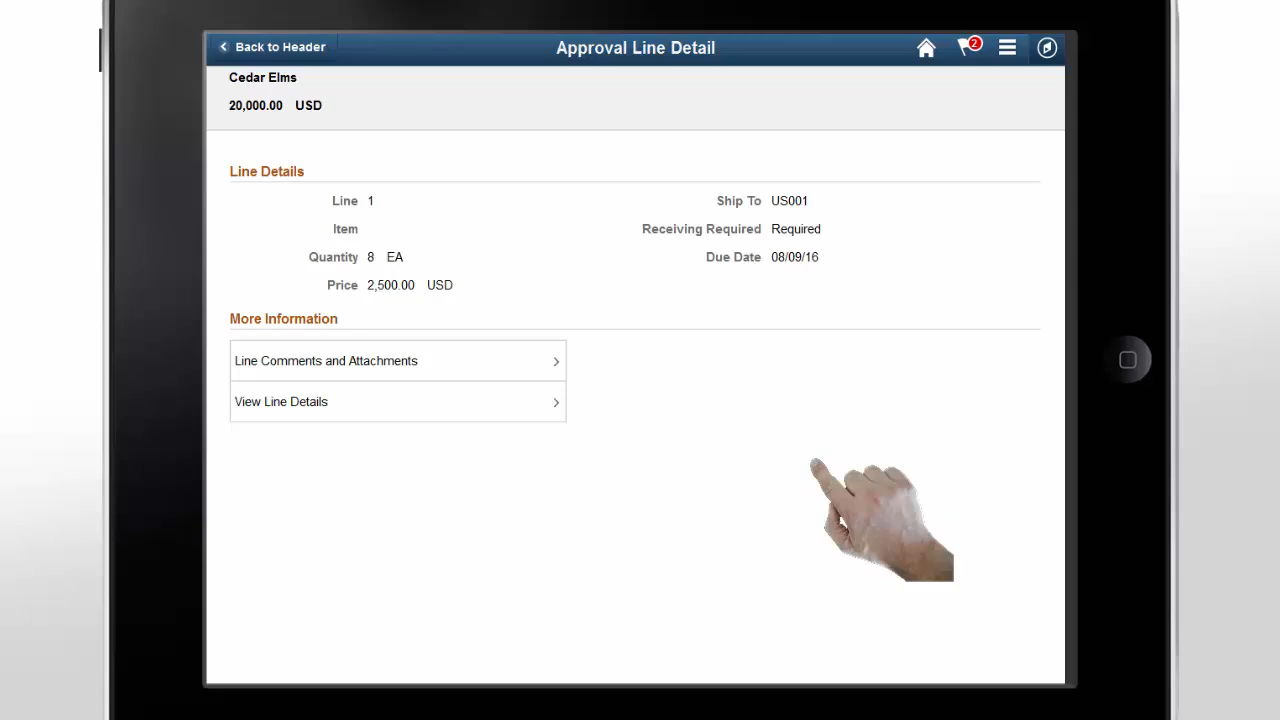 Back to Header
Approval Line Detail
2
Cedar Elms
20,000.00 USD
Line Details
Line 1
Item
Quantity 8 EA
Price 2,500.00 USD
Ship To US001
Receiving Required Required
Due Date 08/09/16
More Information
Line Comments and Attachments
View Line Details